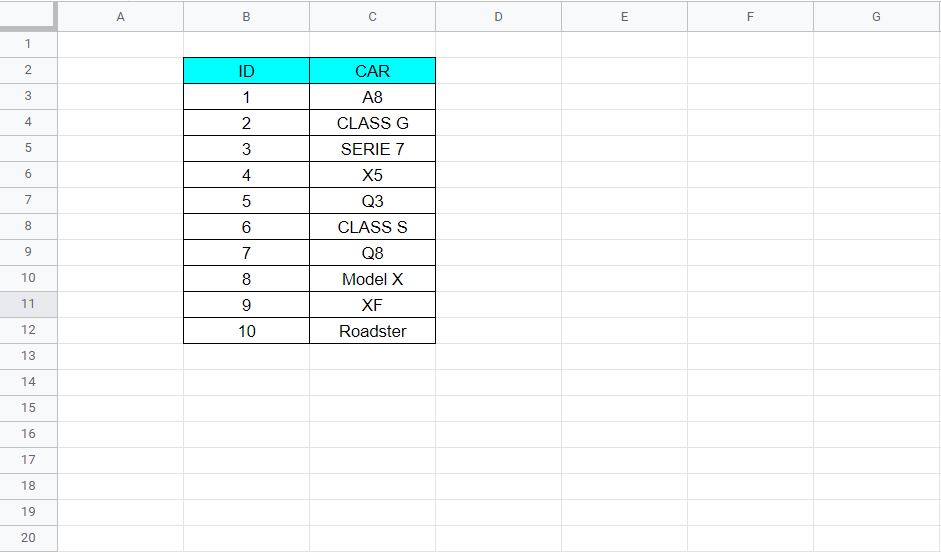 A B C D E F G
1
2 ID CAR
3 1 A8
4 2 CLASS G
5 3 SERIE 7
6 4 X5
7 5 Q3
8 6 CLASS S
9 7 Q8
10 8 Model X
11 9 XF
12 10 Roadster
13
14
15
16
17
18
19
20